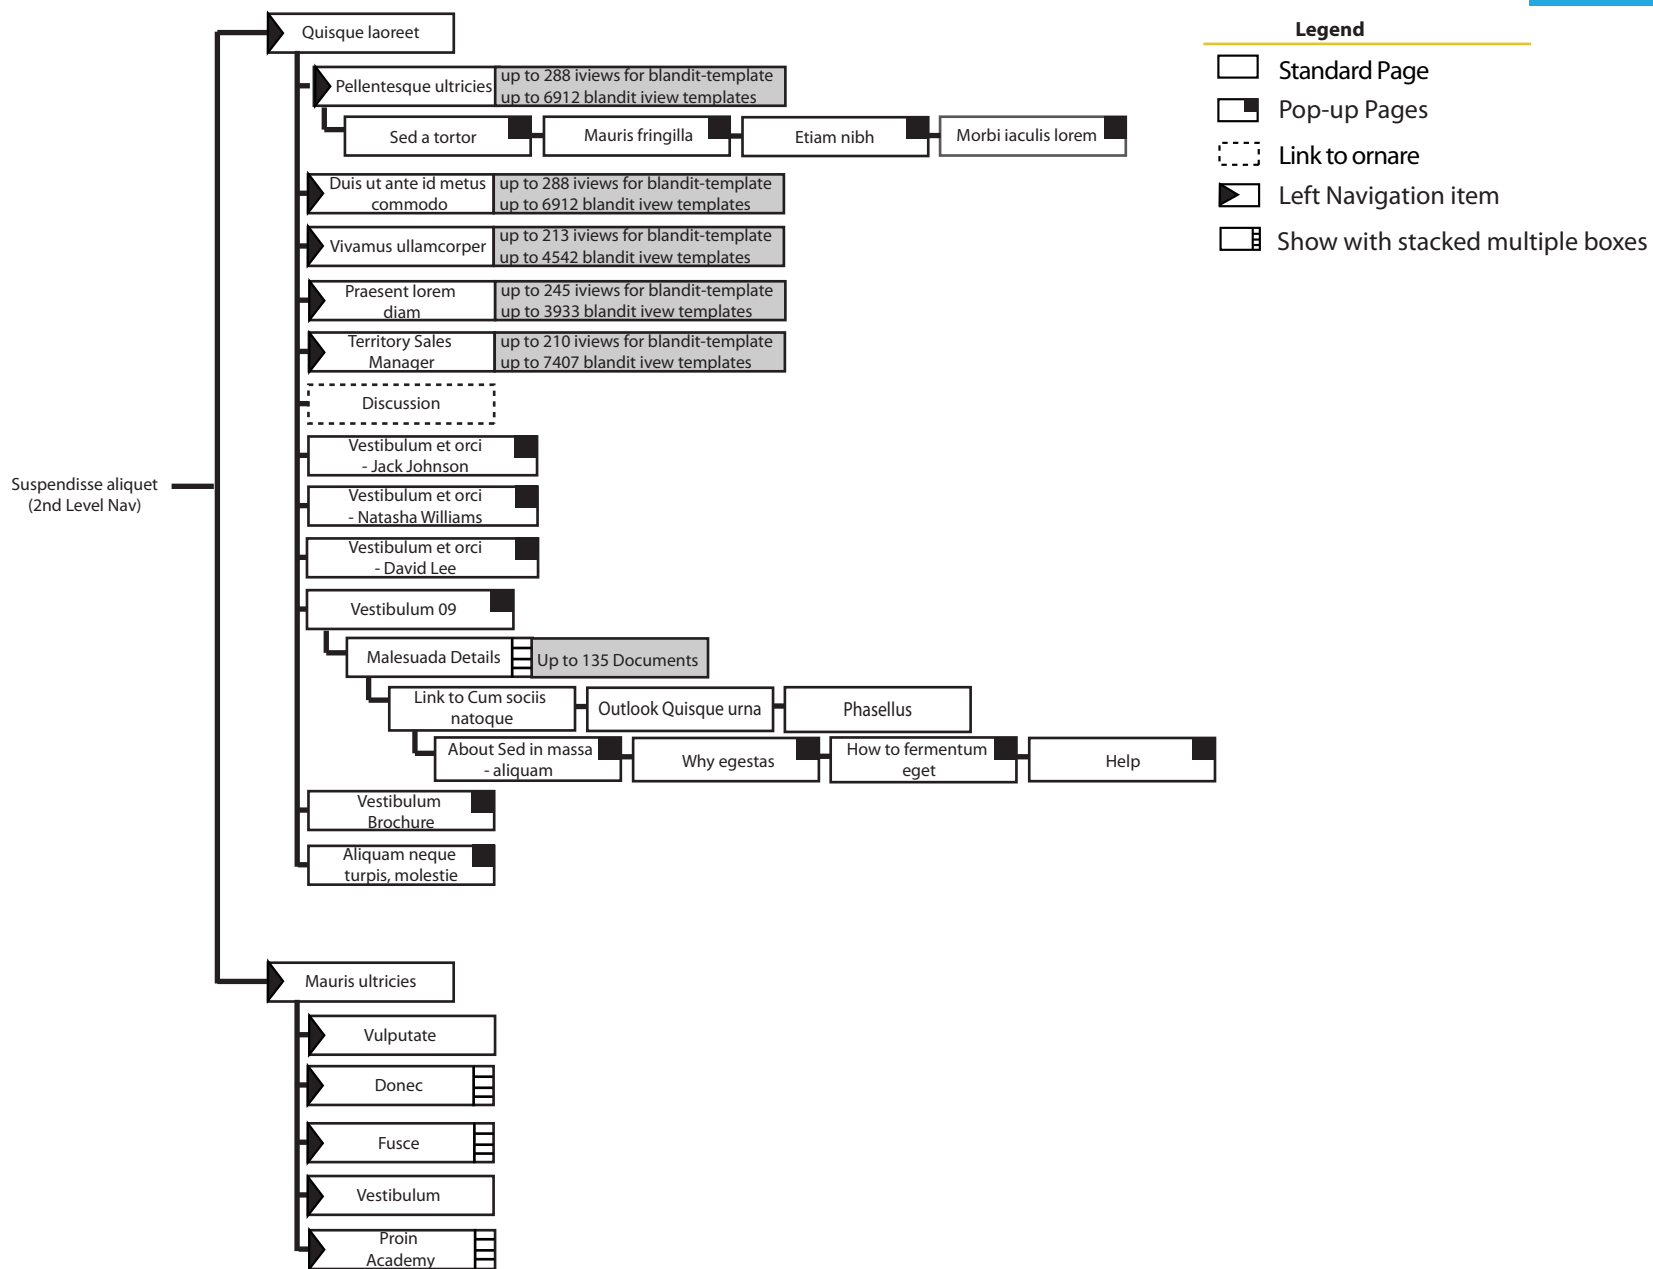 Quisque laoreet
Pellentesque ultricies
up to 288 iviews for blandit-template
up to 6912 blandit iview templates
Sed a tortor
Mauris fringilla
Etiam nibh
Morbi iaculis lorem
Duis ut ante id metus
commodo
up to 288 iviews for blandit-template
up to 6912 blandit ivew templates
Vivamus ullamcorper
up to 213 iviews for blandit-template
up to 4542 blandit ivew templates
Praesent lorem
diam
up to 245 iviews for blandit-template
up to 3933 blandit ivew templates
Territory Sales
Manager
up to 210 iviews for blandit-template
up to 7407 blandit ivew templates
Discussion
Vestibulum et orci
- Jack Johnson
Suspendisse aliquet
(2nd Level Nav)
Vestibulum et orci
- Natasha Williams
Vestibulum et orci
- David Lee
Vestibulum 09
Malesuada Details
Up to 135 Documents
Link to Cum sociis
natoque
Outlook Quisque urna
Phasellus
About Sed in massa
- aliquam
Why egestas
How to fermentum
eget
Help
Vestibulum
Brochure
Aliquam neque
turpis, molestie
Mauris ultricies
Vulputate
Donec
Fusce
Vestibulum
Proin
Academy
Legend
Standard Page
Pop-up Pages
Link to ornare
Left Navigation item
Show with stacked multiple boxes